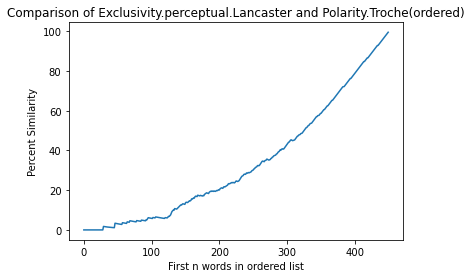 Comparison of Exclusivity.perceptual.Lancaster and Polarity.Troche(ordered)
100
80
60
40
20
0
Percent Similarity
0 100 200 300 400
First n words in ordered list